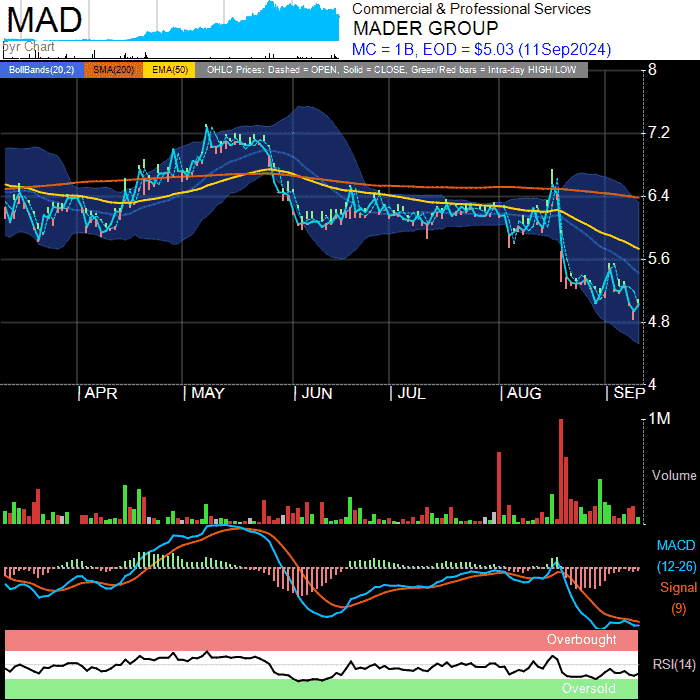 MAD
Commercial & Professional Services
MADER GROUP
MC = 1B, EOD = $5.03 (11Sep2024)
BollBands(20,2) SMA(200) EMA(50) OHLC Prices: Dashed = OPEN, Solid = CLOSE, Green/Red bars = Intra-day HIGH/LOW
8
7.2
6.4
5.6
4.8
4
APR MAY JUN JUL AUG SEP
1M
Volume
MACD
(12-26)
Signal
(9)
Overbought
RSI(14)
Oversold